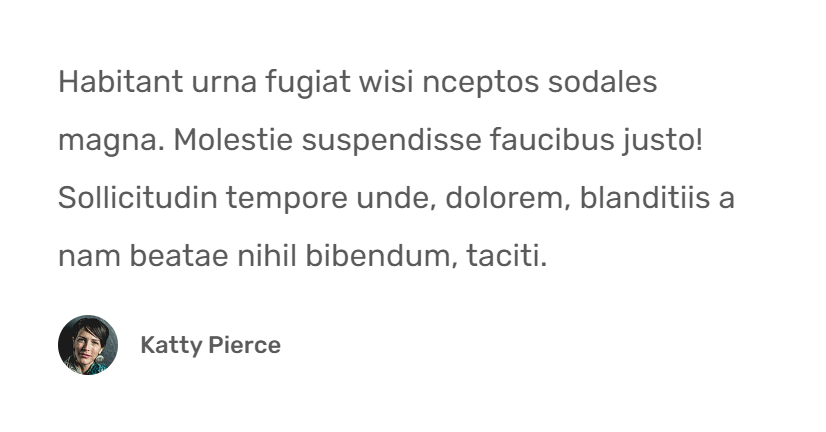 Habitant urna fugiat wisi nceptos sodales
magna. Molestie suspendisse faucibus justo!
Sollicitudin tempore unde, dolorem, blanditiis a
nam beatae nihil bibendum, taciti.
Katty Pierce